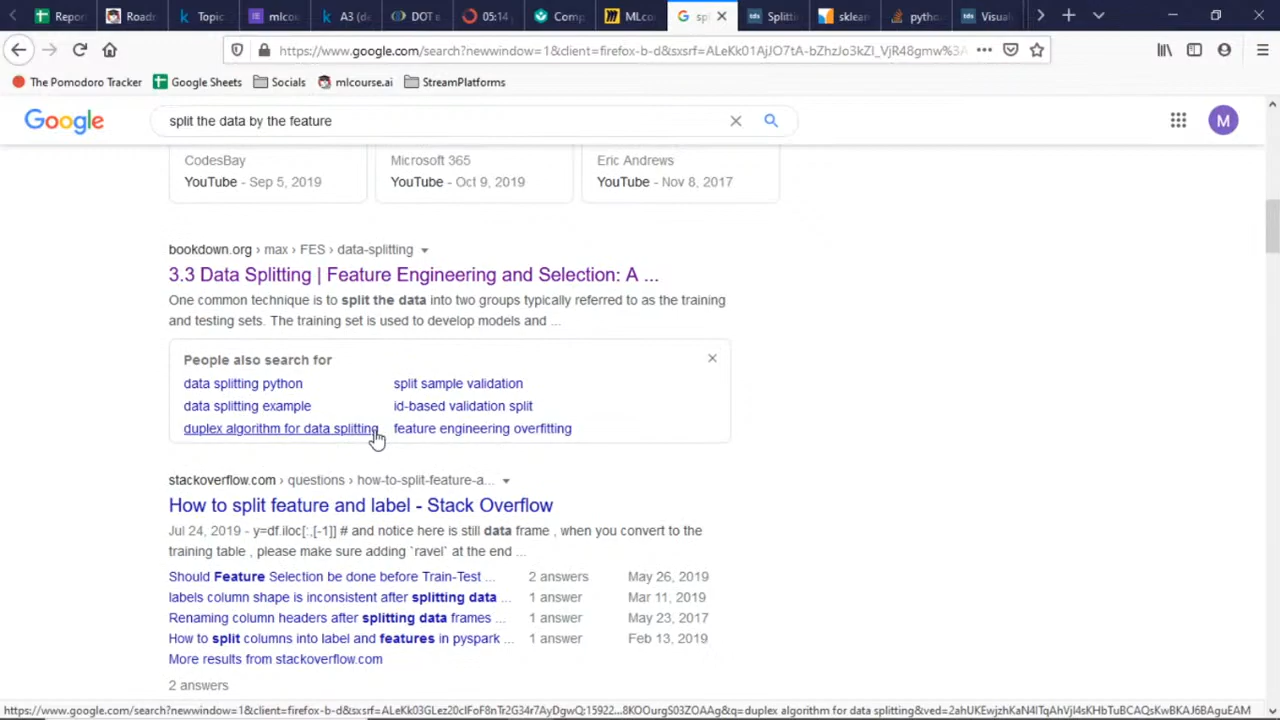 Report
Roadm
Topic
mlcou
A3 (de
DOT e
05:14
Comp
MLcou
G spl
Splittin
sklear
python
Visual
https://www.google.com/search?newwindow=1&client=firefox-b-d&sxsrf=ALeKk01AjJO7tA-bZhzJo3kZI_VjR48gmw%3A
The Pomodoro Tracker Google Sheets Socials mlcourse.ai StreamPlatforms
Google split the data by the feature M
CodesBay Microsoft 365 Eric Andrews
YouTube - Sep 5, 2019 YouTube - Oct 9, 2019 YouTube - Nov 8, 2017
bookdown.org › max › FES › data-splitting
3.3 Data Splitting | Feature Engineering and Selection: A ...
One common technique is to split the data into two groups typically referred to as the training
and testing sets. The training set is used to develop models and ...
People also search for
data splitting python split sample validation
data splitting example id-based validation split
duplex algorithm for data splitting feature engineering overfitting
stackoverflow.com › questions › how-to-split-feature-a...
How to split feature and label - Stack Overflow
Jul 24, 2019 - y=df.iloc[:,[-1]] # and notice here is still data frame , when you convert to the
training table , please make sure adding `ravel` at the end ...
Should Feature Selection be done before Train-Test ... 2 answers May 26, 2019
labels column shape is inconsistent after splitting data ... 1 answer Mar 11, 2019
Renaming column headers after splitting data frames ... 1 answer May 23, 2017
How to split columns into label and features in pyspark ... 1 answer Feb 13, 2019
More results from stackoverflow.com
2 answers